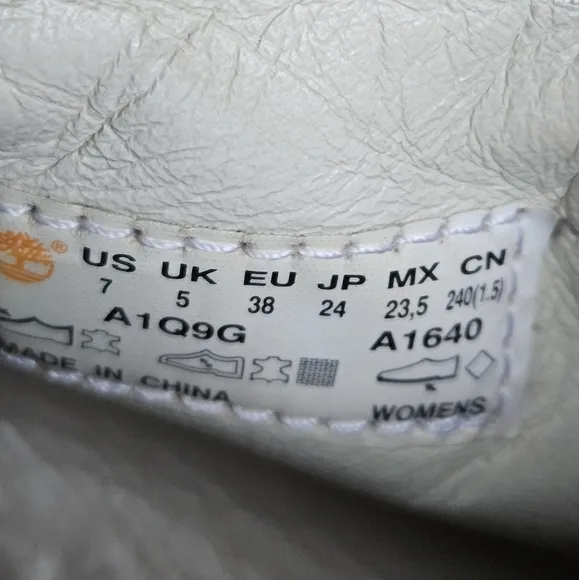 US UK EU JP MX CN
7 5 38 24 23,5 240(1.5)
A1Q9G A1640
MADE IN CHINA
WOMENS